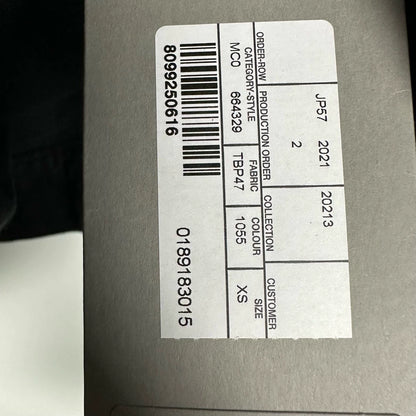 JP57 2021 20213
2
ORDER-ROW PRODUCTION ORDER COLLECTION CUSTOMER
CATEGORY-STYLE FABRIC COLOUR SIZE
MC0 664329 TBP47 1055 XS
0189183015
8099250616